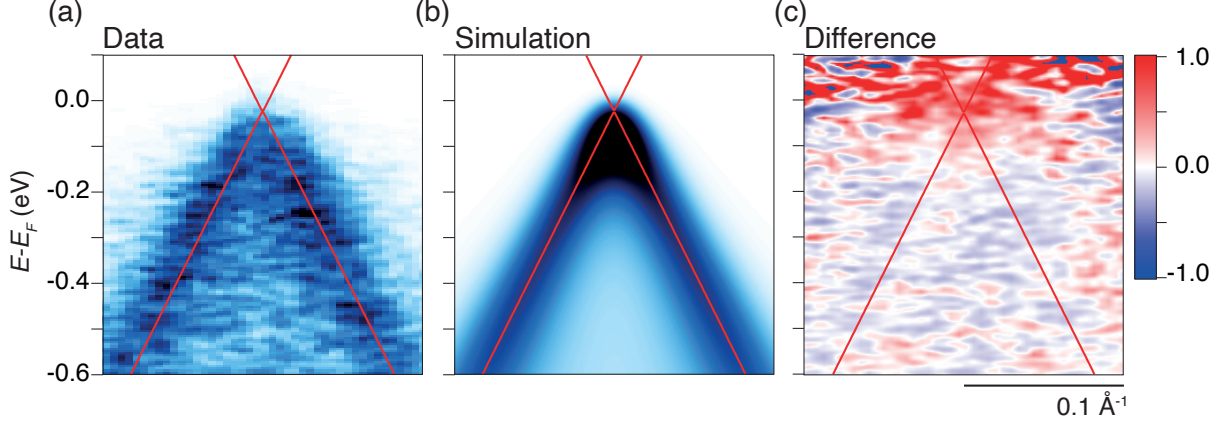 (a)
Data
(b)
Simulation
(c)
Difference
E-E_F (eV)
0.0
-0.2
-0.4
-0.6
1.0
0.0
-1.0
0.1 Å⁻¹